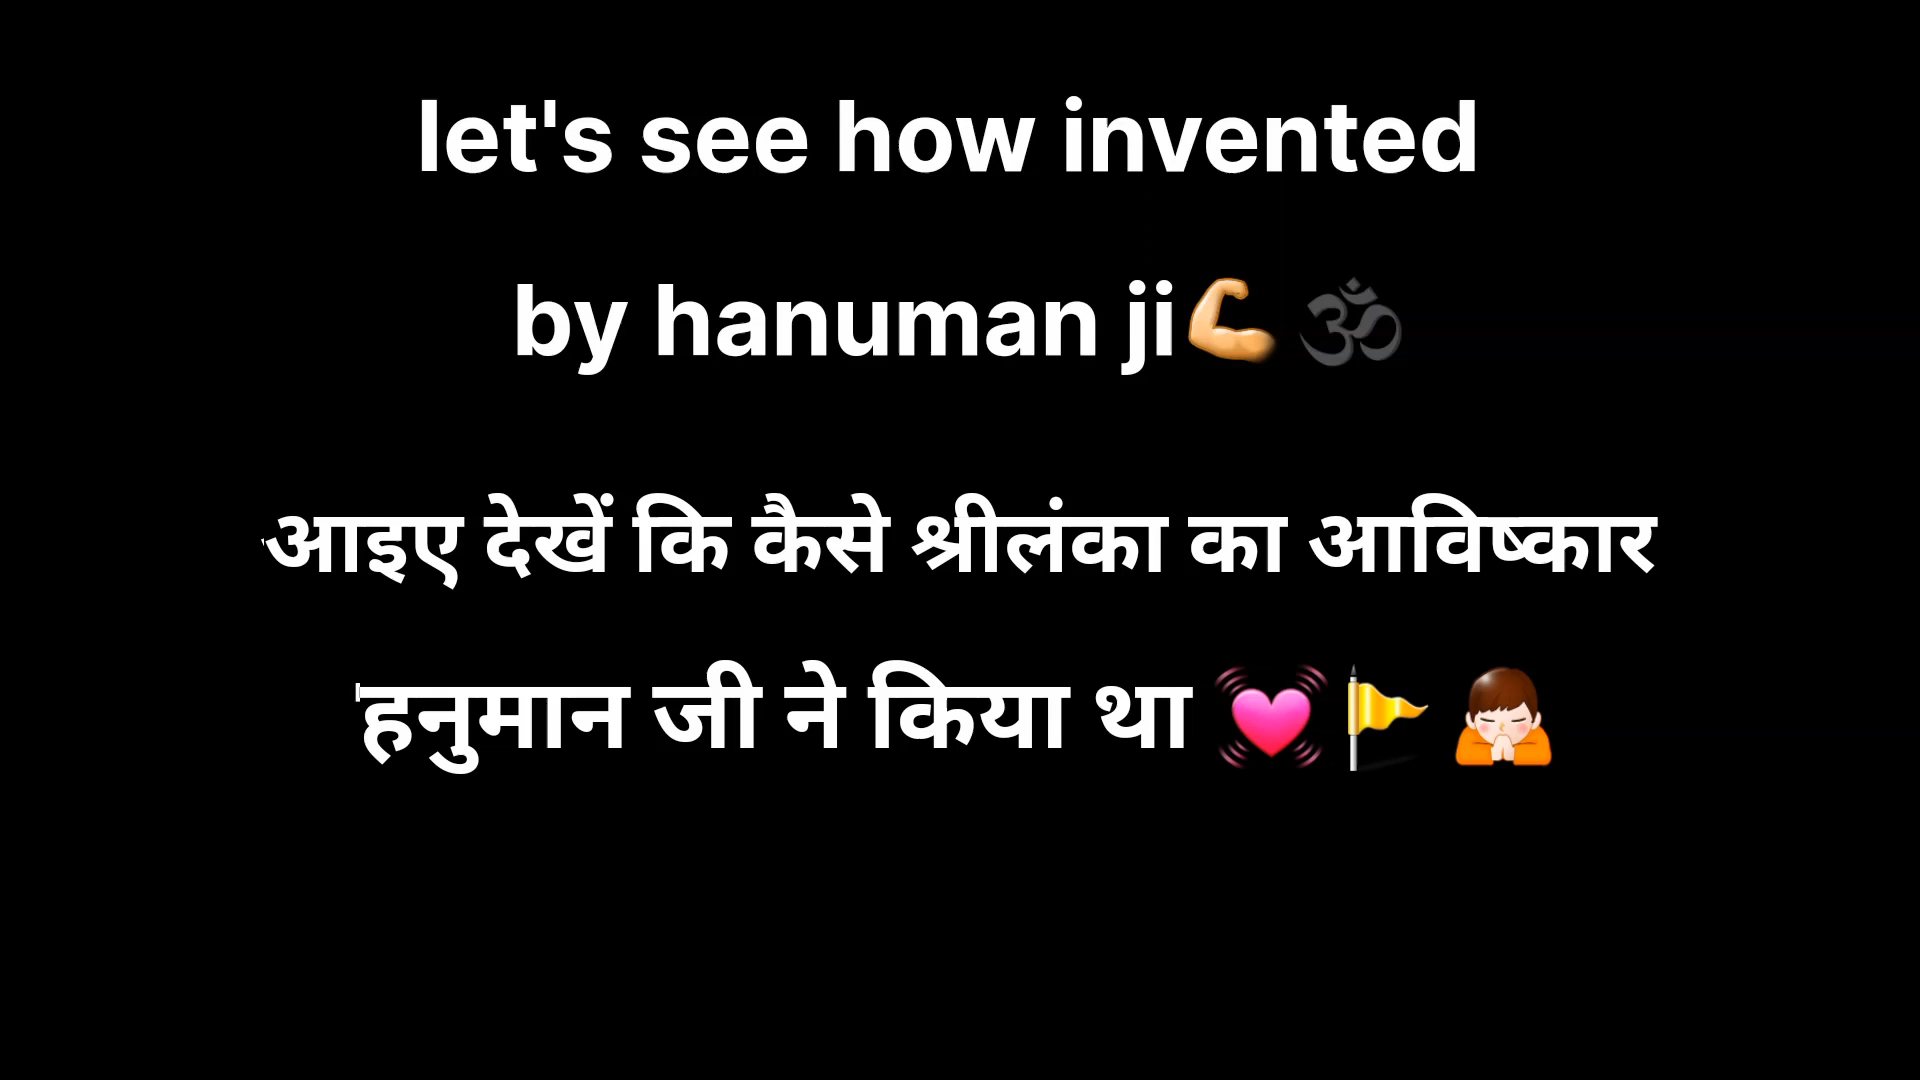 let's see how invented
by hanuman ji💪 🕉
आइए देखें कि कैसे श्रीलंका का आविष्कार
हनुमान जी ने किया था 💓 🚩 🙏